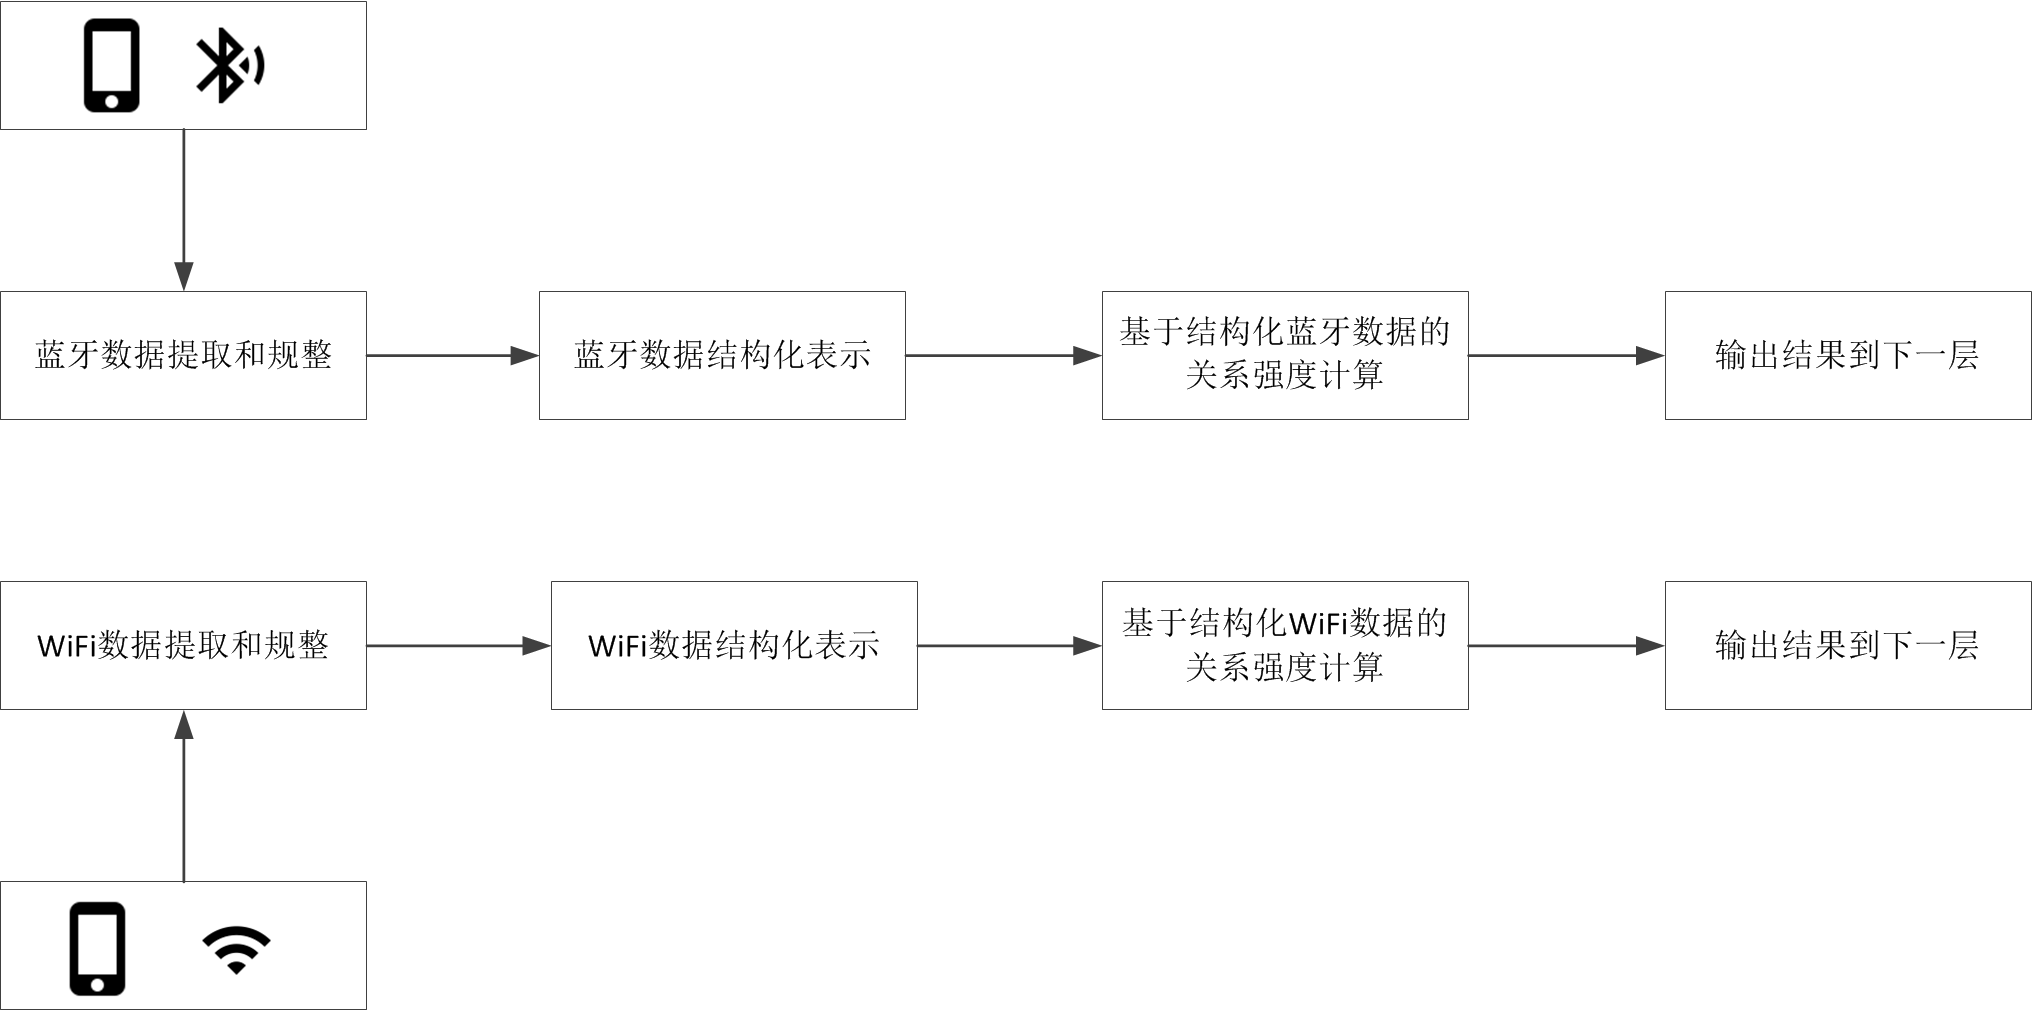 蓝牙数据提取和规整
蓝牙数据结构化表示
基于结构化蓝牙数据的
关系强度计算
输出结果到下一层
WiFi数据提取和规整
WiFi数据结构化表示
基于结构化WiFi数据的
关系强度计算
输出结果到下一层